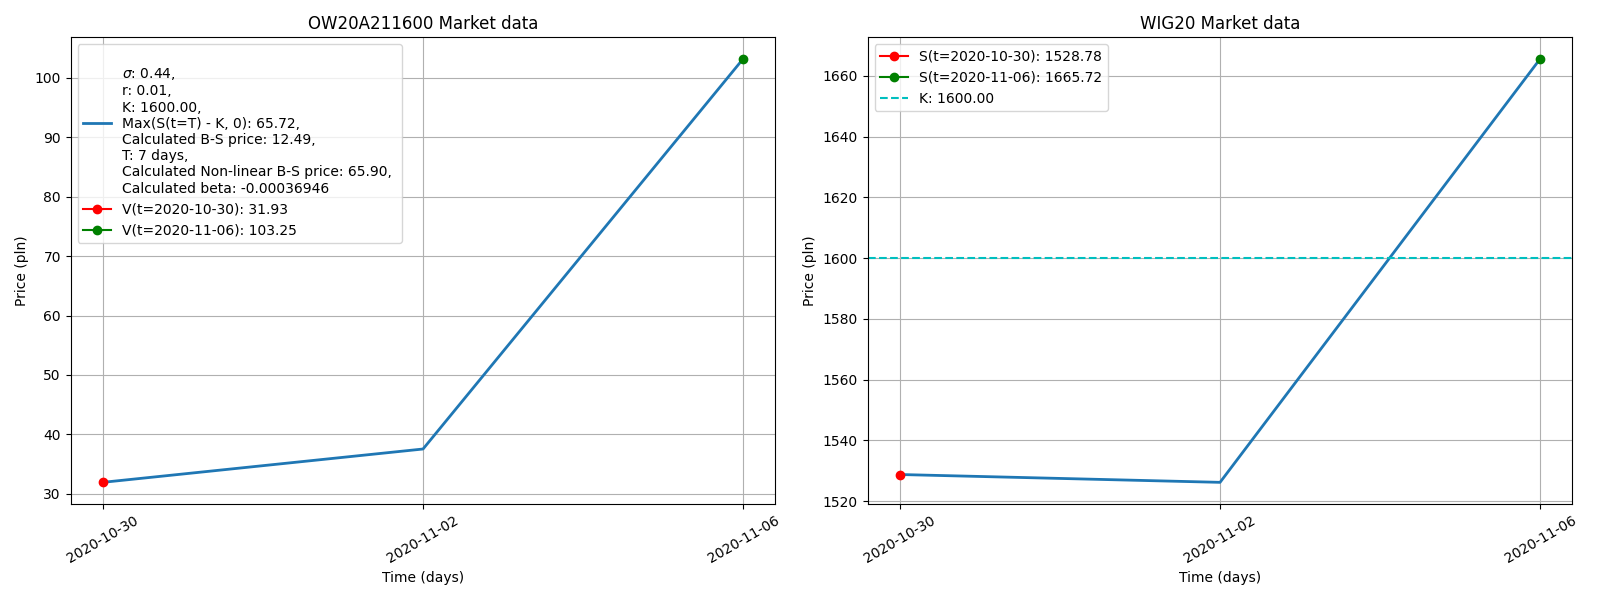 OW20A211600 Market data
σ: 0.44,
r: 0.01,
K: 1600.00,
Max(S(t=T) - K, 0): 65.72,
Calculated B-S price: 12.49,
T: 7 days,
Calculated Non-linear B-S price: 65.90,
Calculated beta: -0.00036946
V(t=2020-10-30): 31.93
V(t=2020-11-06): 103.25
100
90
80
70
60
50
40
30
Price (pln)
2020-10-30
2020-11-02
2020-11-06
Time (days)
WIG20 Market data
S(t=2020-10-30): 1528.78
S(t=2020-11-06): 1665.72
K: 1600.00
1660
1640
1620
1600
1580
1560
1540
1520
Price (pln)
2020-10-30
2020-11-02
2020-11-06
Time (days)